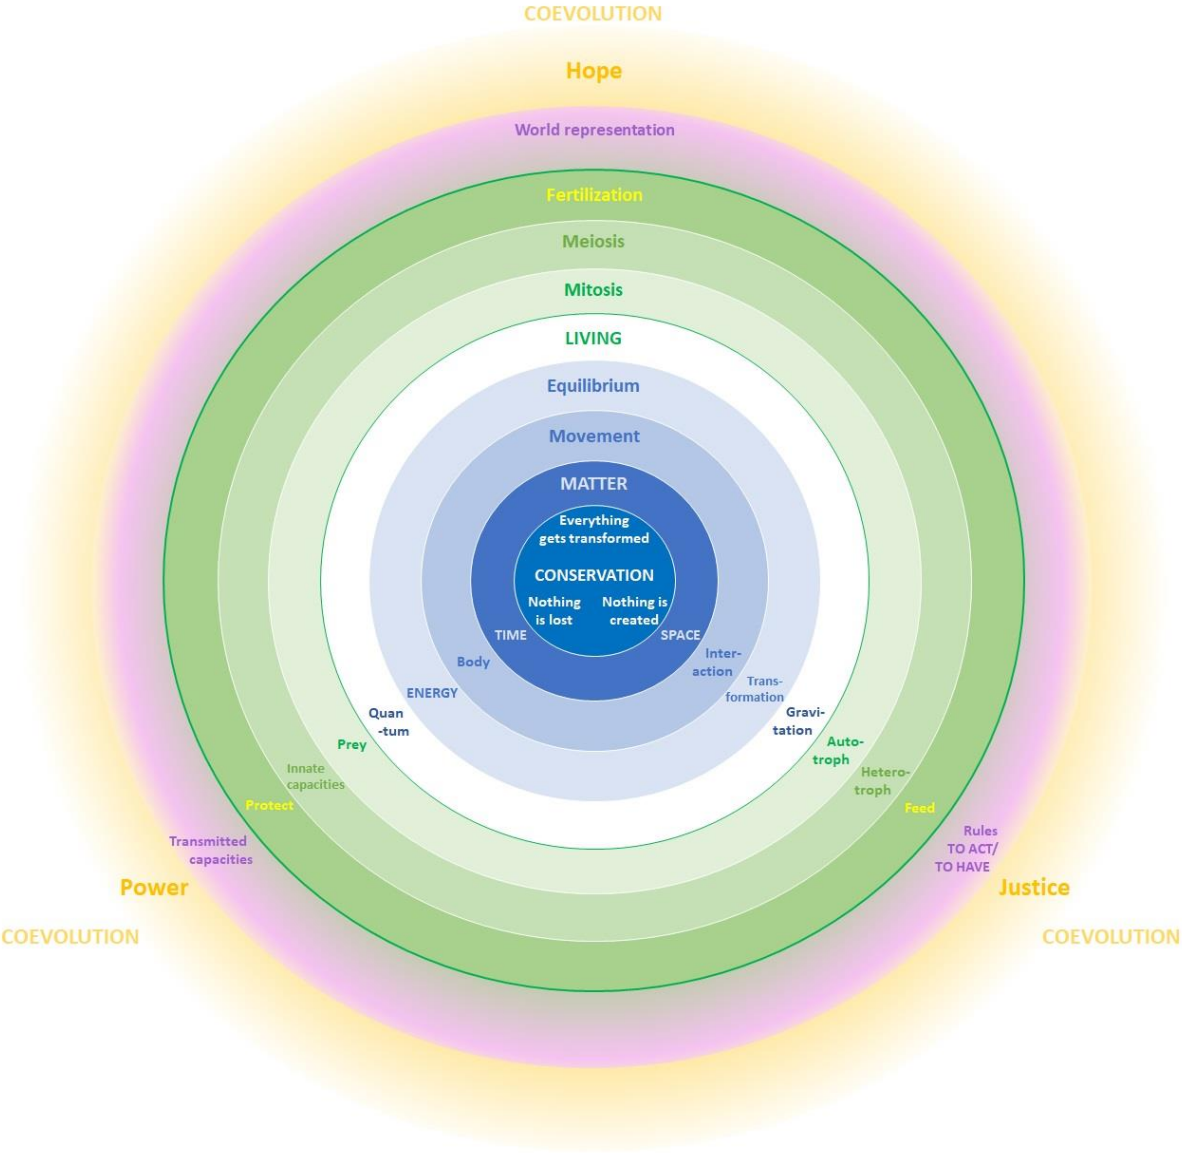 COEVOLUTION
Hope
World representation
Fertilization
Meiosis
Mitosis
LIVING
Equilibrium
Movement
MATTER
Everything
gets transformed
CONSERVATION
Nothing
is lost
Nothing is
created
TIME
SPACE
Body
Inter-
action
ENERGY
Trans-
formation
Quan
-tum
Gravi-
tation
Prey
Auto-
troph
Innate
capacities
Hetero-
troph
Protect
Feed
Transmitted
capacities
Rules
TO ACT/
TO HAVE
Power
Justice
COEVOLUTION
COEVOLUTION